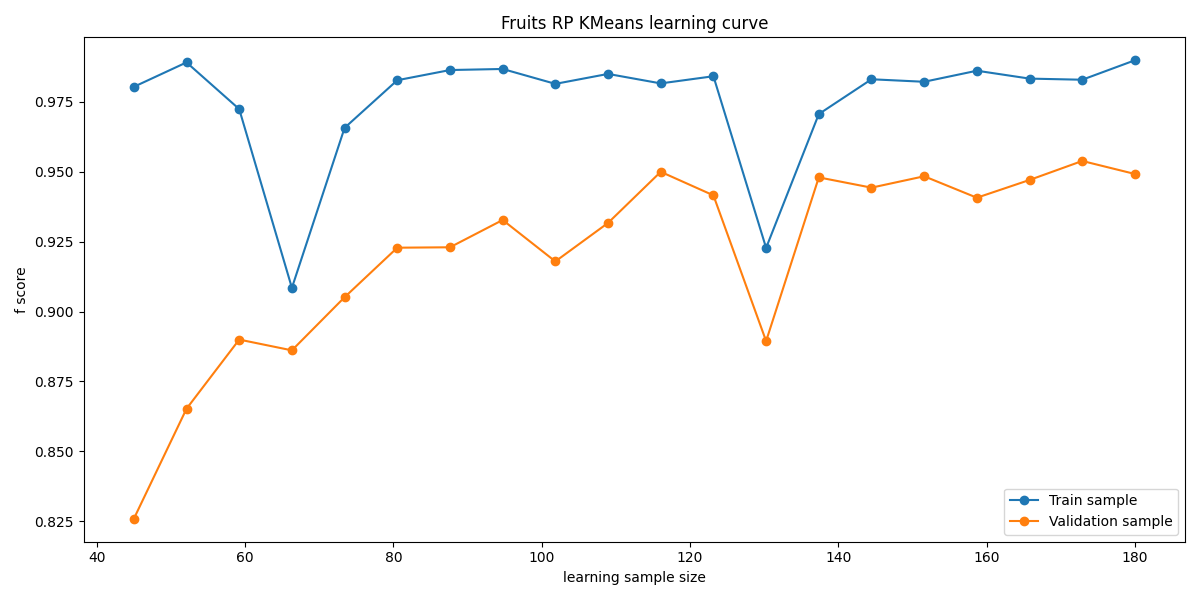 Fruits RP KMeans learning curve
f score
0.975
0.950
0.925
0.900
0.875
0.850
0.825
40 60 80 100 120 140 160 180
learning sample size
Train sample
Validation sample